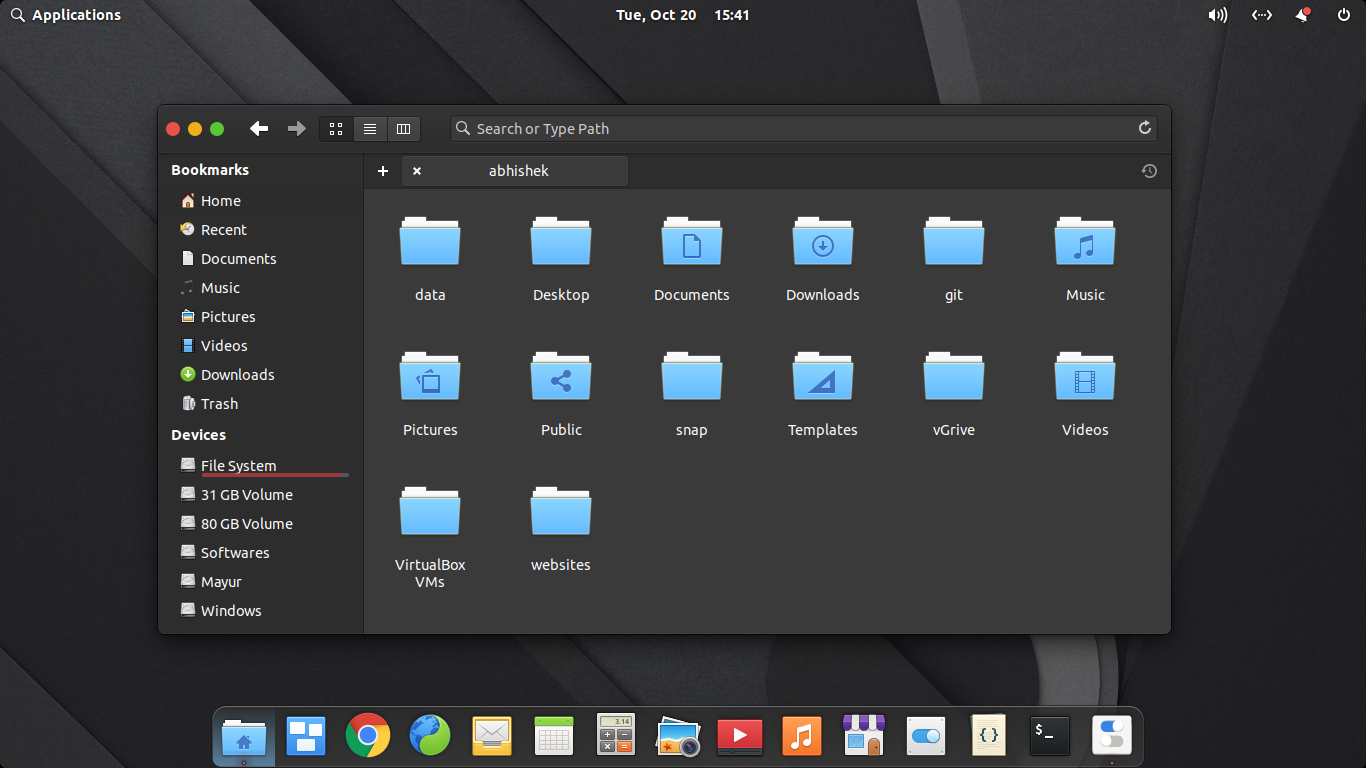 Applications
Tue, Oct 20 15:41
Search or Type Path
Bookmarks
Home
Recent
Documents
Music
Pictures
Videos
Downloads
Trash
Devices
File System
31 GB Volume
80 GB Volume
Softwares
Mayur
Windows
abhishek
data Desktop Documents Downloads git Music
Pictures Public snap Templates vGrive Videos
VirtualBox
VMs
websites
3.14
{}
$_